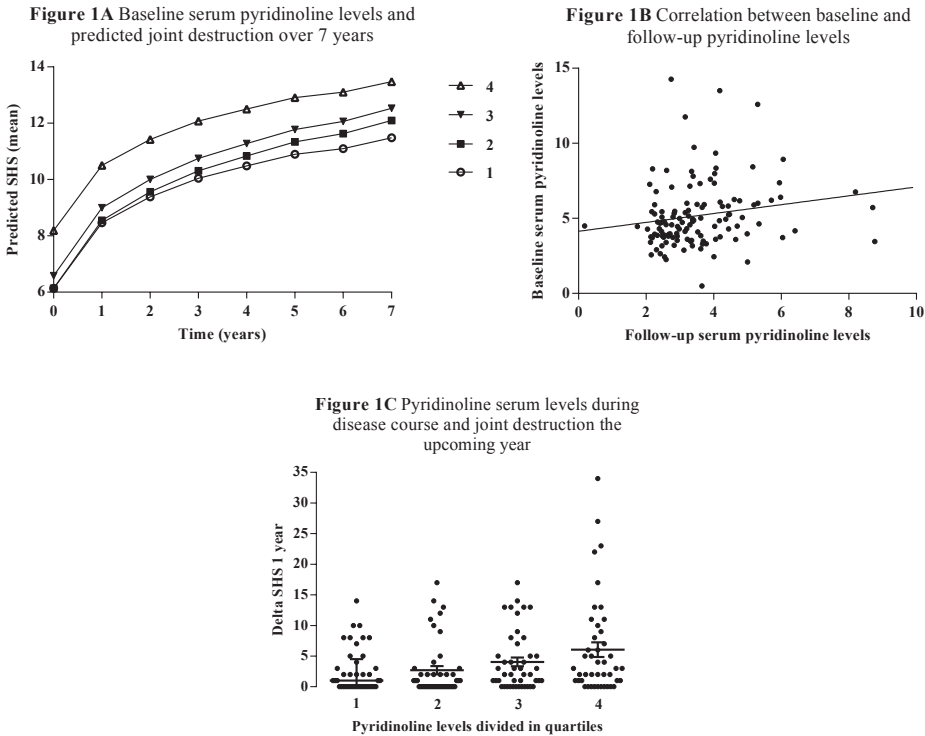 Figure 1A Baseline serum pyridinoline levels and
predicted joint destruction over 7 years
14
12
10
8
6
0 1 2 3 4 5 6 7
Predicted SHS (mean)
Time (years)
4
3
2
1
Figure 1B Correlation between baseline and
follow-up pyridinoline levels
15
10
5
0
0 2 4 6 8 10
Baseline serum pyridinoline levels
Follow-up serum pyridinoline levels
Figure 1C Pyridinoline serum levels during
disease course and joint destruction the
upcoming year
35
30
25
20
15
10
5
0
1 2 3 4
Delta SHS 1 year
Pyridinoline levels divided in quartiles